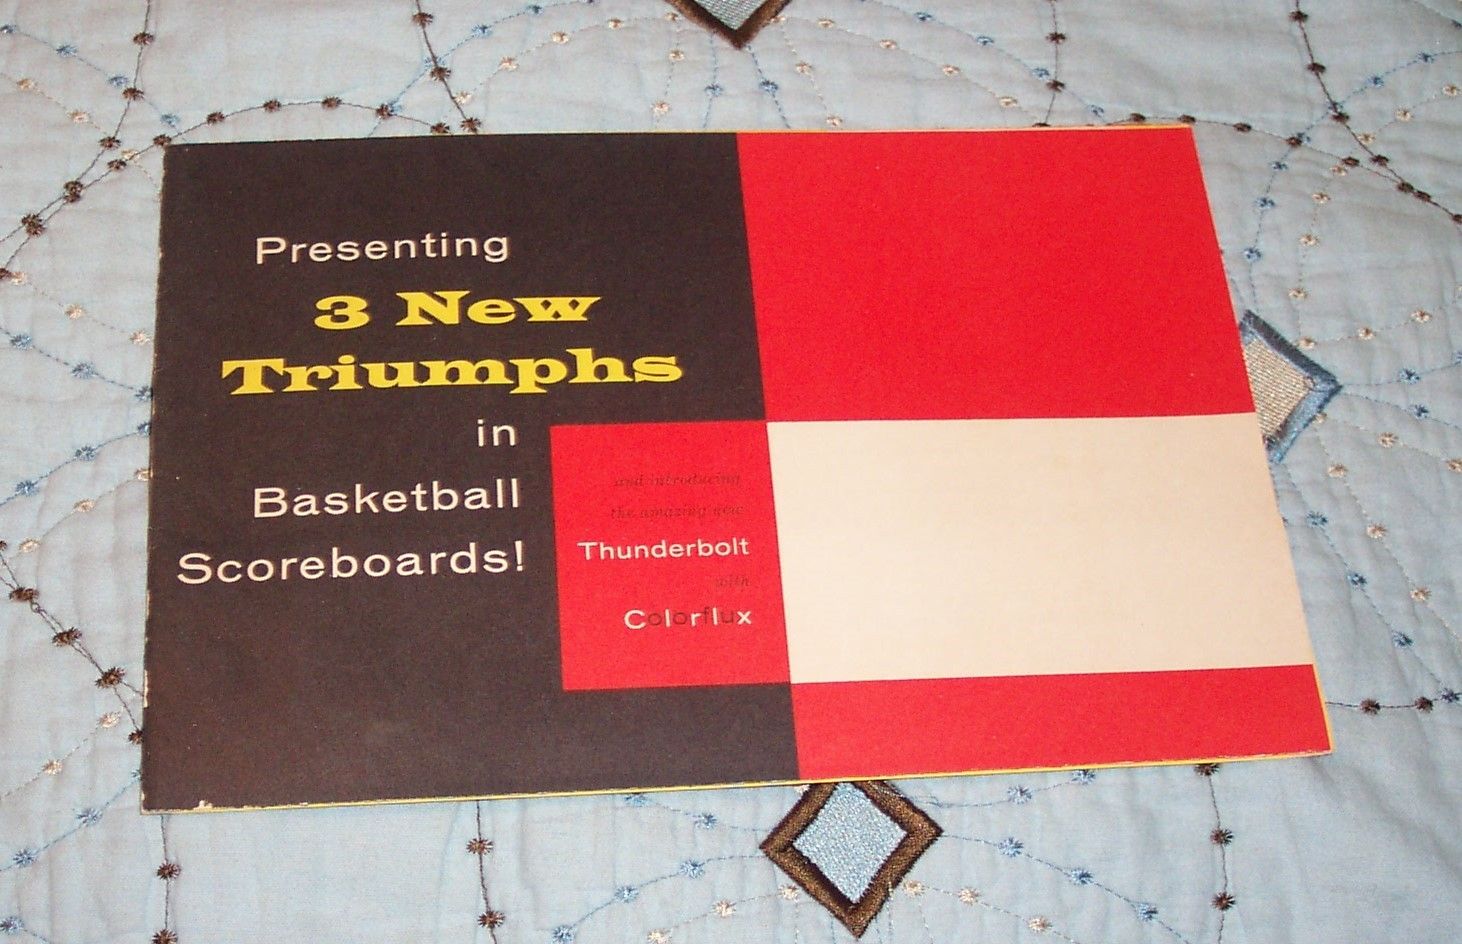 Presenting
3 New
Triumphs
in
Basketball
Scoreboards!
and introducing
the amazing new
Thunderbolt
with
Colorflux